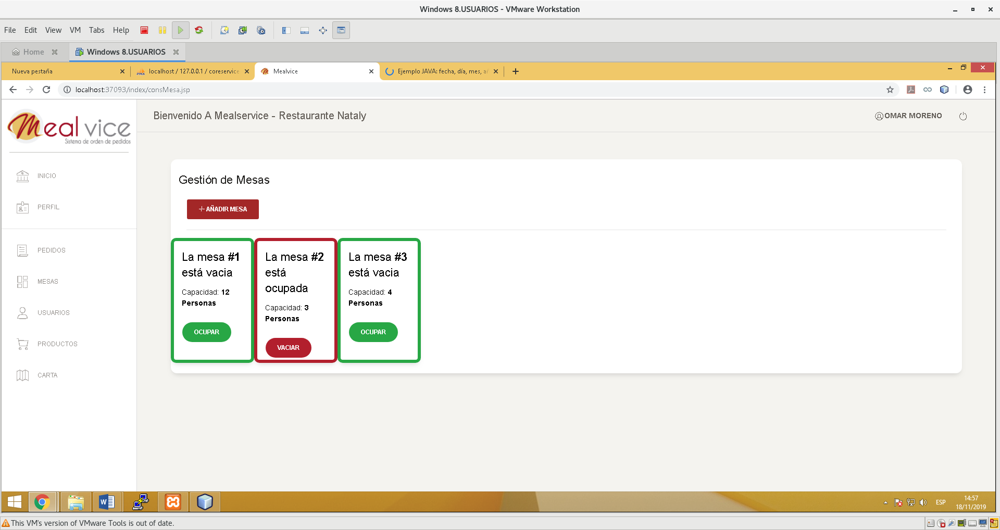 Windows 8.USUARIOS - VMware Workstation
File Edit View VM Tabs Help
Home
Windows 8.USUARIOS
Nueva pestaña
PMA
localhost / 127.0.0.1 / coreservice
Mealvice
Ejemplo JAVA: fecha, día, mes, añ
localhost:37093/index/consMesa.jsp
Meal vice
Sistema de orden de pedidos
Bienvenido A Mealservice - Restaurante Nataly
OMAR MORENO
INICIO
PERFIL
PEDIDOS
MESAS
USUARIOS
PRODUCTOS
CARTA
Gestión de Mesas
AÑADIR MESA
La mesa #1
está vacia
Capacidad: 12
Personas
OCUPAR
La mesa #2
está
ocupada
Capacidad: 3
Personas
VACIAR
La mesa #3
está vacia
Capacidad: 4
Personas
OCUPAR
ESP
14:57
18/11/2019
This VM's version of VMware Tools is out of date.